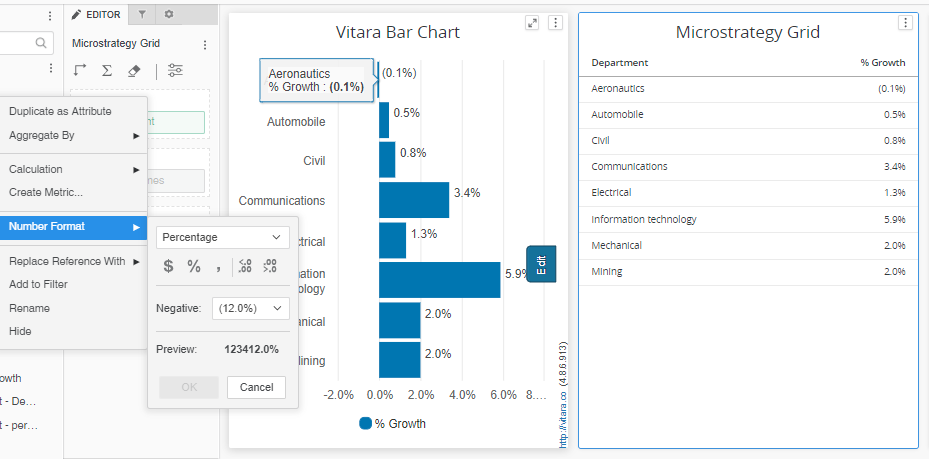 EDITOR
Microstrategy Grid
Duplicate as Attribute
Aggregate By
Calculation
Create Metric...
Number Format
Replace Reference With
Add to Filter
Rename
Hide
owth
t - De...
t - per...
nt
nes
Percentage
$ % ,
Negative: (12.0%)
Preview: 123412.0%
OK Cancel
Vitara Bar Chart
Aeronautics
% Growth : (0.1%)
(0.1%)
Automobile 0.5%
Civil 0.8%
Communications 3.4%
ctrical 1.3%
ation
ology
5.9%
nical 2.0%
lining 2.0%
-2.0% 0.0% 2.0% 4.0% 6.0% 8....
% Growth
Edit
http://vitara.co (4.8.6.913)
Microstrategy Grid
Department % Growth
Aeronautics (0.1%)
Automobile 0.5%
Civil 0.8%
Communications 3.4%
Electrical 1.3%
Information technology 5.9%
Mechanical 2.0%
Mining 2.0%